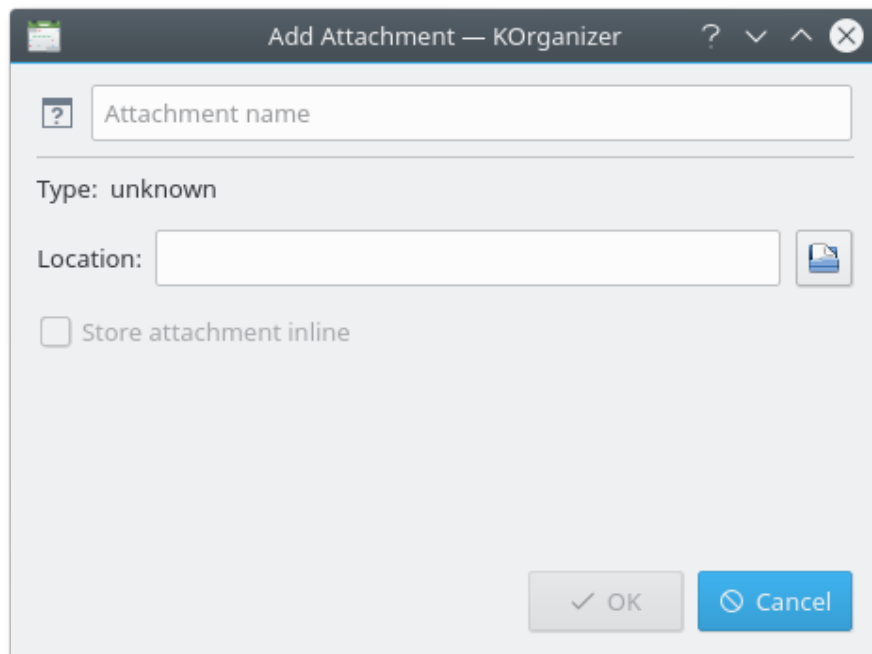 Add Attachment — KOrganizer
Attachment name
Type: unknown
Location:
Store attachment inline
OK
Cancel